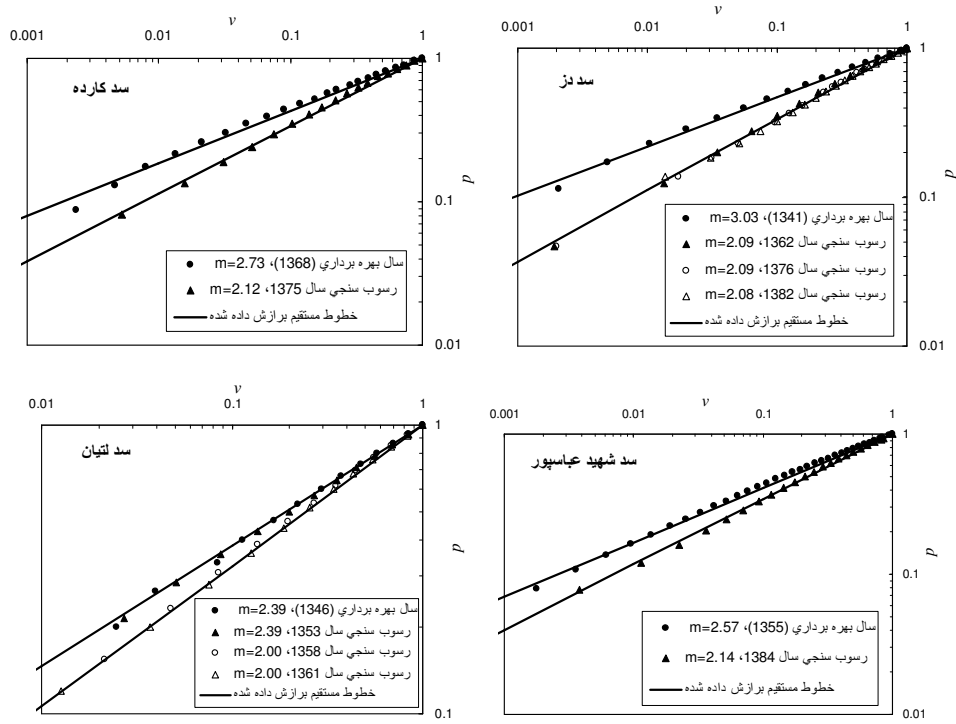 v
0.001
0.01
0.1
1
1
سد کارده
0.1
p
سال بهره برداري (1368)، m=2.73
رسوب سنجي سال 1375، m=2.12
خطوط مستقيم برازش داده شده
0.01
v
0.001
0.01
0.1
1
1
سد دز
p
0.1
سال بهره برداري (1341)، m=3.03
رسوب سنجي سال 1362، m=2.09
رسوب سنجي سال 1376، m=2.09
رسوب سنجي سال 1382، m=2.08
خطوط مستقيم برازش داده شده
0.01
v
0.01
0.1
1
1
سد لتيان
p
سال بهره برداري (1346)، m=2.39
رسوب سنجي سال 1353، m=2.39
رسوب سنجي سال 1358، m=2.00
رسوب سنجي سال 1361، m=2.00
خطوط مستقيم برازش داده شده
0.1
v
0.001
0.01
0.1
1
1
سد شهيد عباسپور
p
0.1
سال بهره برداري (1355)، m=2.57
رسوب سنجي سال 1384، m=2.14
خطوط مستقيم برازش داده شده
0.01